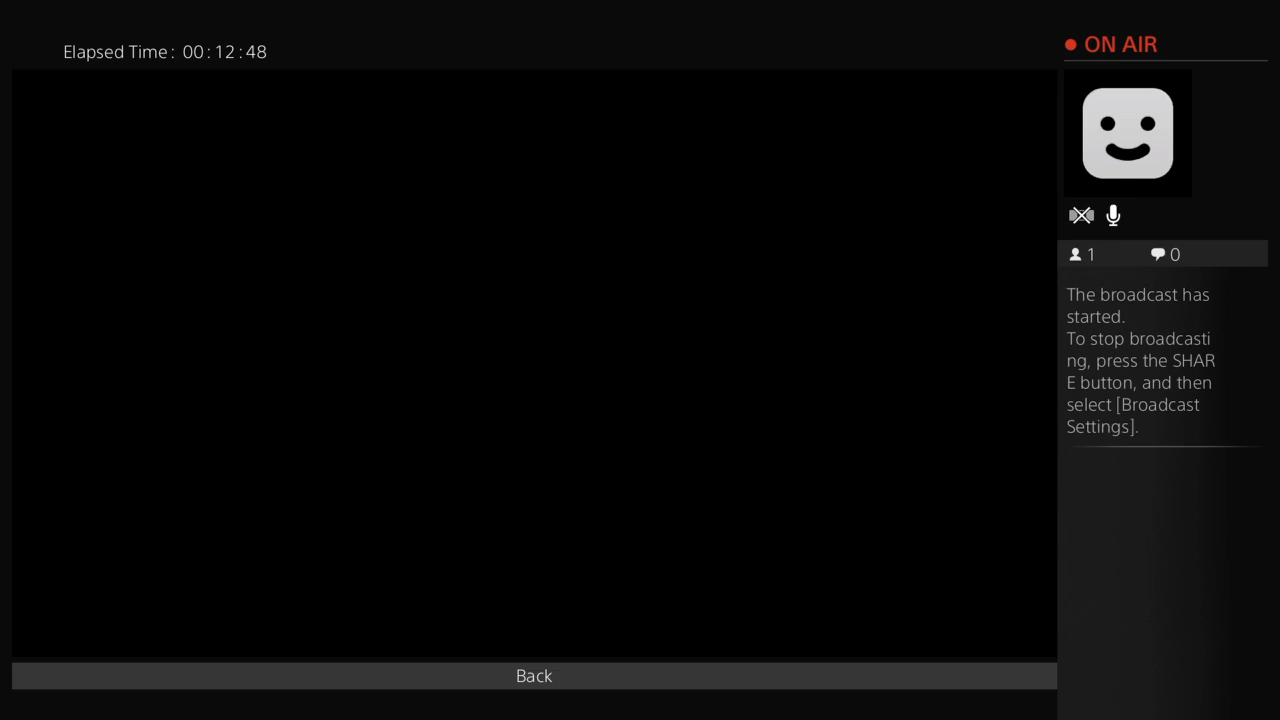 Elapsed Time: 00:12:48
ON AIR
1 0
The broadcast has
started.
To stop broadcasti
ng, press the SHAR
E button, and then
select [Broadcast
Settings].
Back